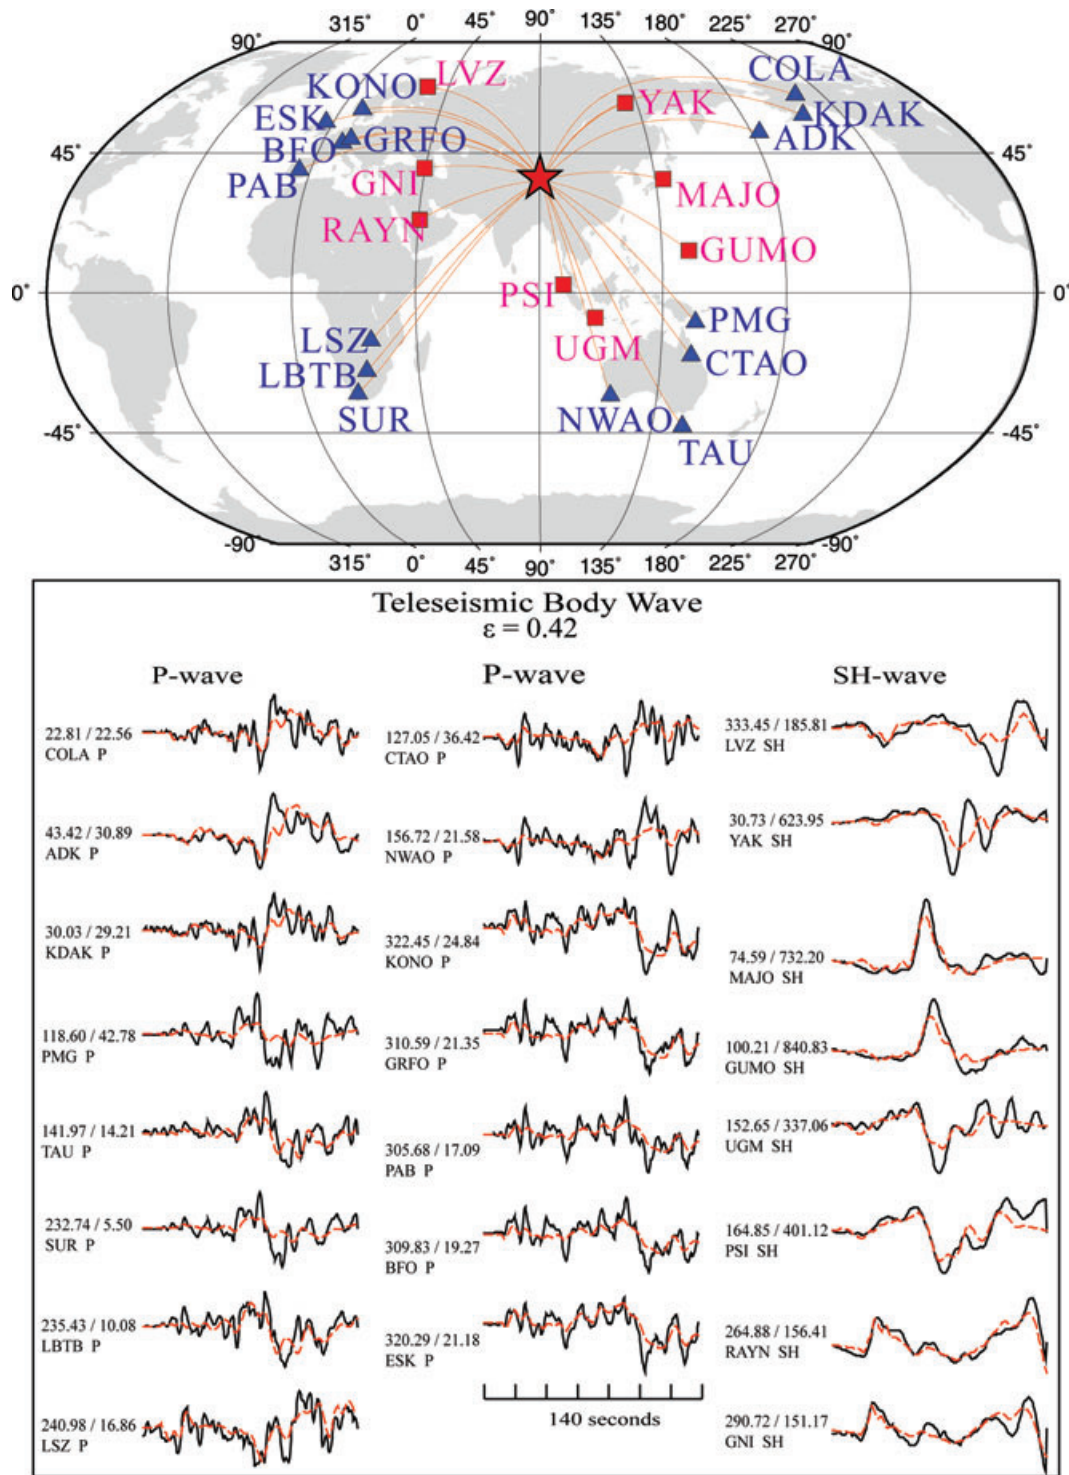 315° 0° 45° 90° 135° 180° 225° 270°
90° 90°
COLA
LVZ
KONO
YAK
KDAK
ESK
ADK
BFO GRFO
45° 45°
PAB
GNI
MAJO
RAYN
GUMO
PSI
0° 0°
PMG
LSZ
UGM
CTAO
LBTB
SUR
NWAO
-45° -45°
TAU
-90° -90°
315° 0° 45° 90° 135° 180° 225° 270°
Teleseismic Body Wave
ε = 0.42
P-wave
22.81 / 22.56
COLA P
43.42 / 30.89
ADK P
30.03 / 29.21
KDAK P
118.60 / 42.78
PMG P
141.97 / 14.21
TAU P
232.74 / 5.50
SUR P
235.43 / 10.08
LBTB P
240.98 / 16.86
LSZ P
P-wave
127.05 / 36.42
CTAO P
156.72 / 21.58
NWAO P
322.45 / 24.84
KONO P
310.59 / 21.35
GRFO P
305.68 / 17.09
PAB P
309.83 / 19.27
BFO P
320.29 / 21.18
ESK P
140 seconds
SH-wave
333.45 / 185.81
LVZ SH
30.73 / 623.95
YAK SH
74.59 / 732.20
MAJO SH
100.21 / 840.83
GUMO SH
152.65 / 337.06
UGM SH
164.85 / 401.12
PSI SH
264.88 / 156.41
RAYN SH
290.72 / 151.17
GNI SH